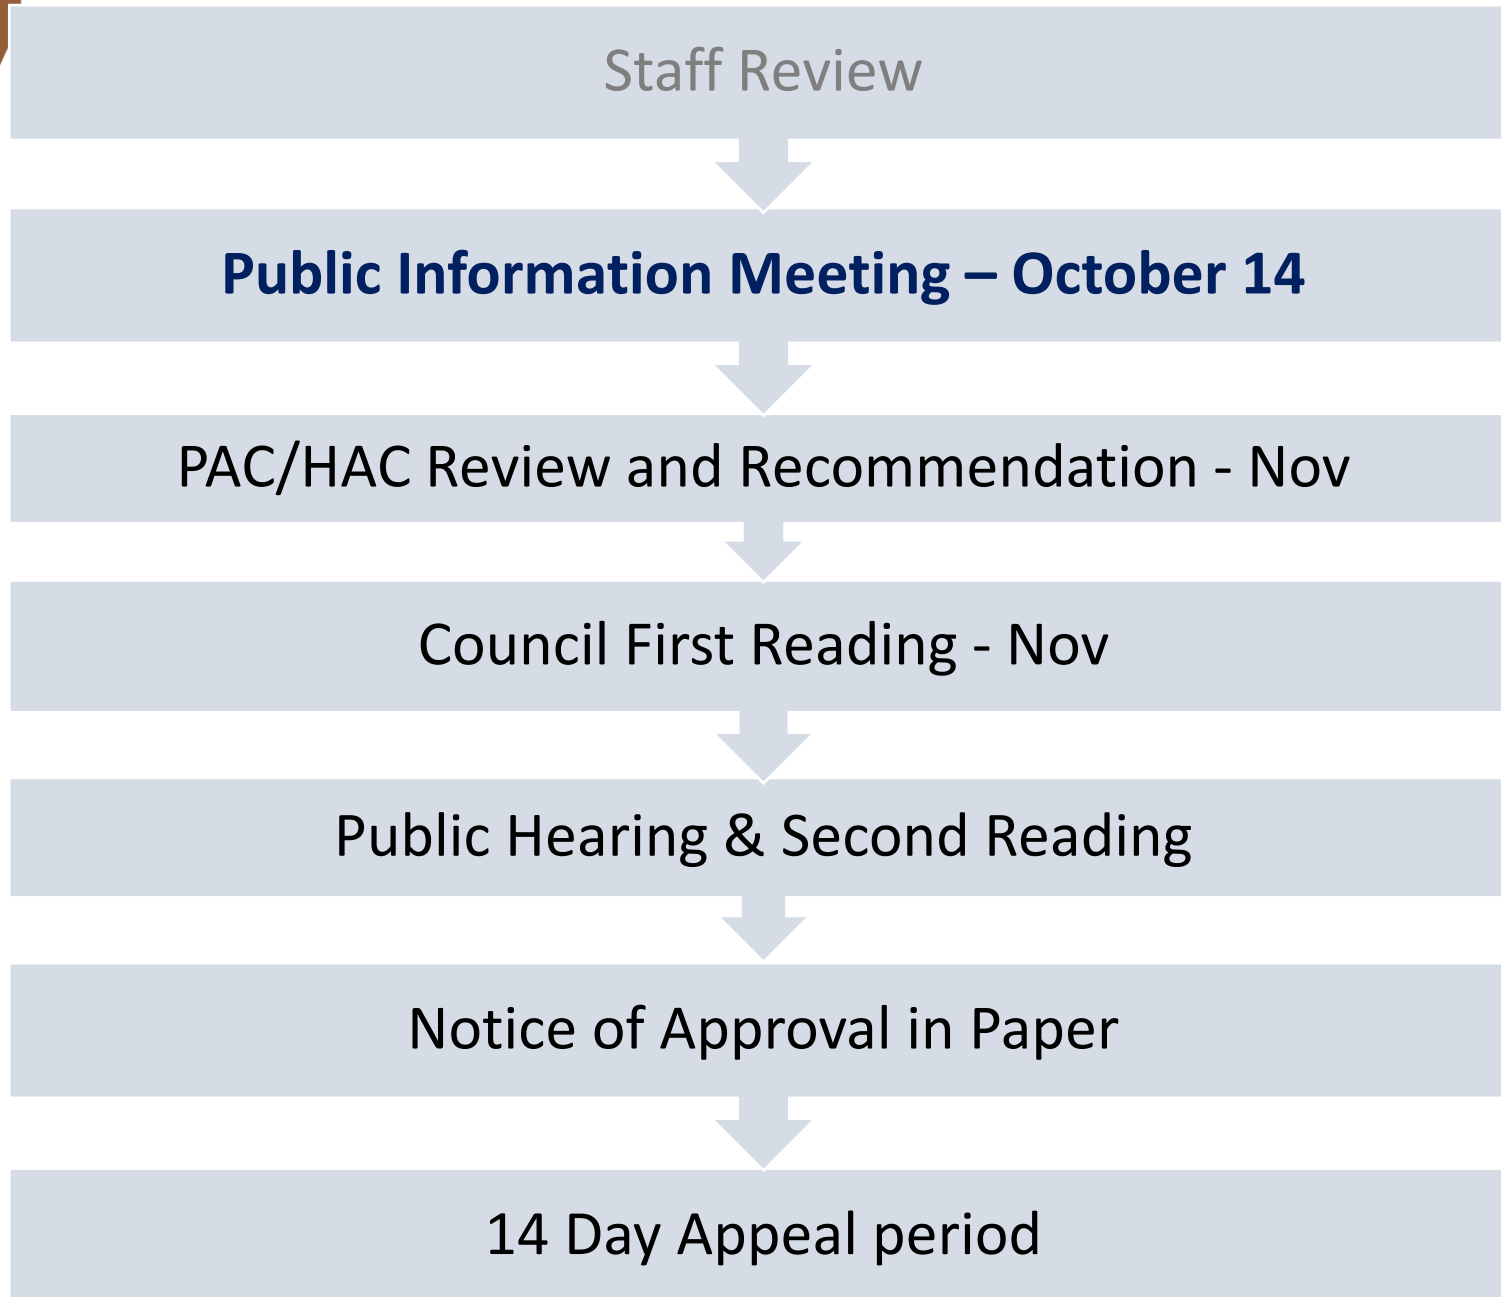 Staff Review
Public Information Meeting – October 14
PAC/HAC Review and Recommendation - Nov
Council First Reading - Nov
Public Hearing & Second Reading
Notice of Approval in Paper
14 Day Appeal period